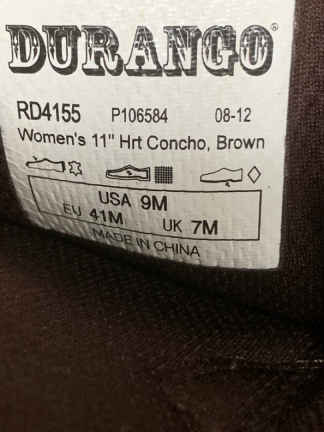 DURANGO®
RD4155 P106584 08-12
Women's 11" Hrt Concho, Brown
USA 9M
EU 41M UK 7M
MADE IN CHINA